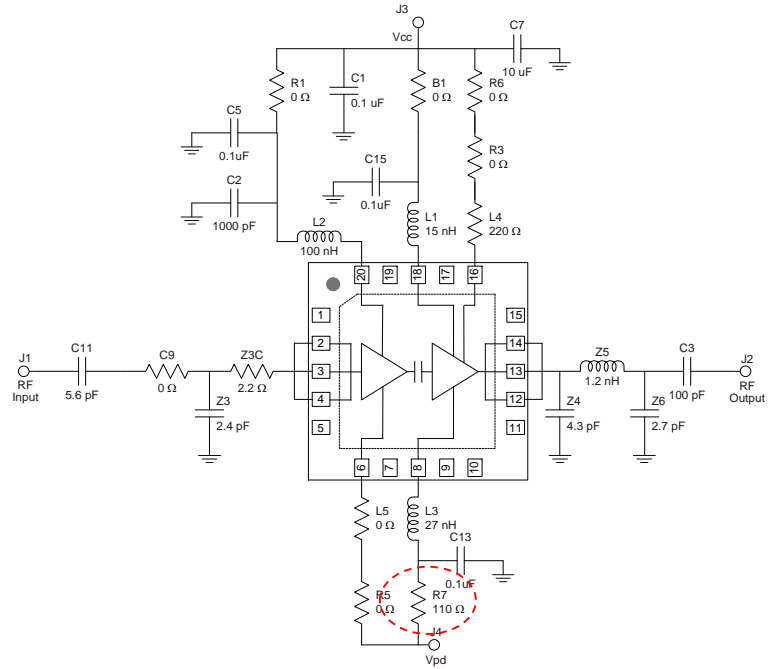 J3
Vcc
C7
10 uF
R1
0 Ω
C1
0.1 uF
B1
0 Ω
R6
0 Ω
C5
0.1uF
R3
0 Ω
C15
0.1uF
C2
1000 pF
L2
100 nH
L1
15 nH
L4
220 Ω
20
19
18
17
16
1
15
2
14
3
13
4
12
5
11
J1
RF
Input
C11
5.6 pF
C9
0 Ω
Z3C
2.2 Ω
Z3
2.4 pF
Z5
1.2 nH
C3
100 pF
J2
RF
Output
Z4
4.3 pF
Z6
2.7 pF
6
7
8
9
10
L5
0 Ω
L3
27 nH
C13
0.1uF
R5
0 Ω
R7
110 Ω
J4
Vpd